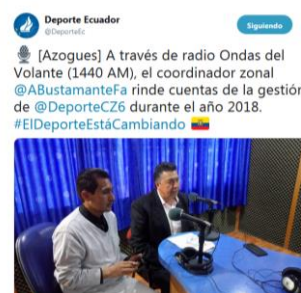 Deporte Ecuador
@DeporteEc
Siguiendo
[Azogues] A través de radio Ondas del
Volante (1440 AM), el coordinador zonal
@ABustamanteFa rinde cuentas de la gestión
de @DeporteCZ6 durante el año 2018.
#ElDeporteEstáCambiando